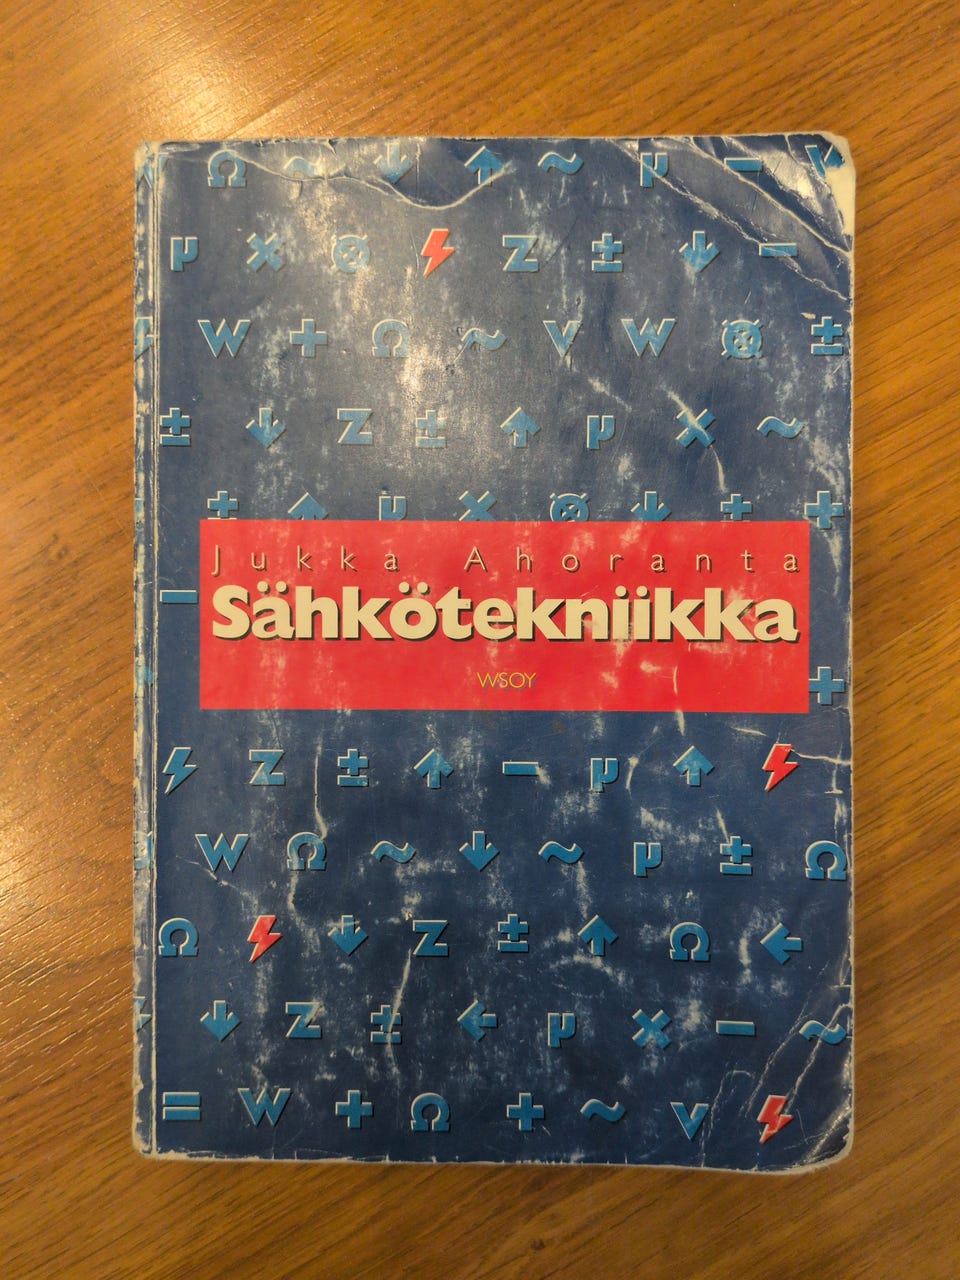 Ω ~ ↓ ↑ ~ µ −
µ × ⊗ Z ± ↓ −
W + Ω ~ V W ⊗ ±
± ↓ Z ± ↑ µ × ~
± ↑ µ × ⊗ ↓ ± +
Jukka Ahoranta
− Sähkötekniikka
WSOY
+
Z ± ↑ − µ ↑
W Ω ~ ↓ ~ µ ± Ω
Ω ↓ Z ± ↑ Ω ←
↓ Z ± ← µ × − ~
= W + Ω + ~ V